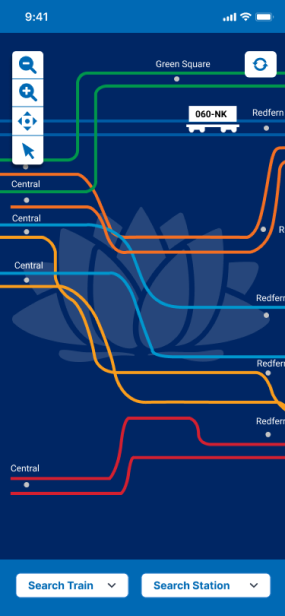 9:41
Green Square
060-NK
Redfern
Central
Central
R
Central
Redfern
Redfern
Redfern
Central
Search Train
Search Station